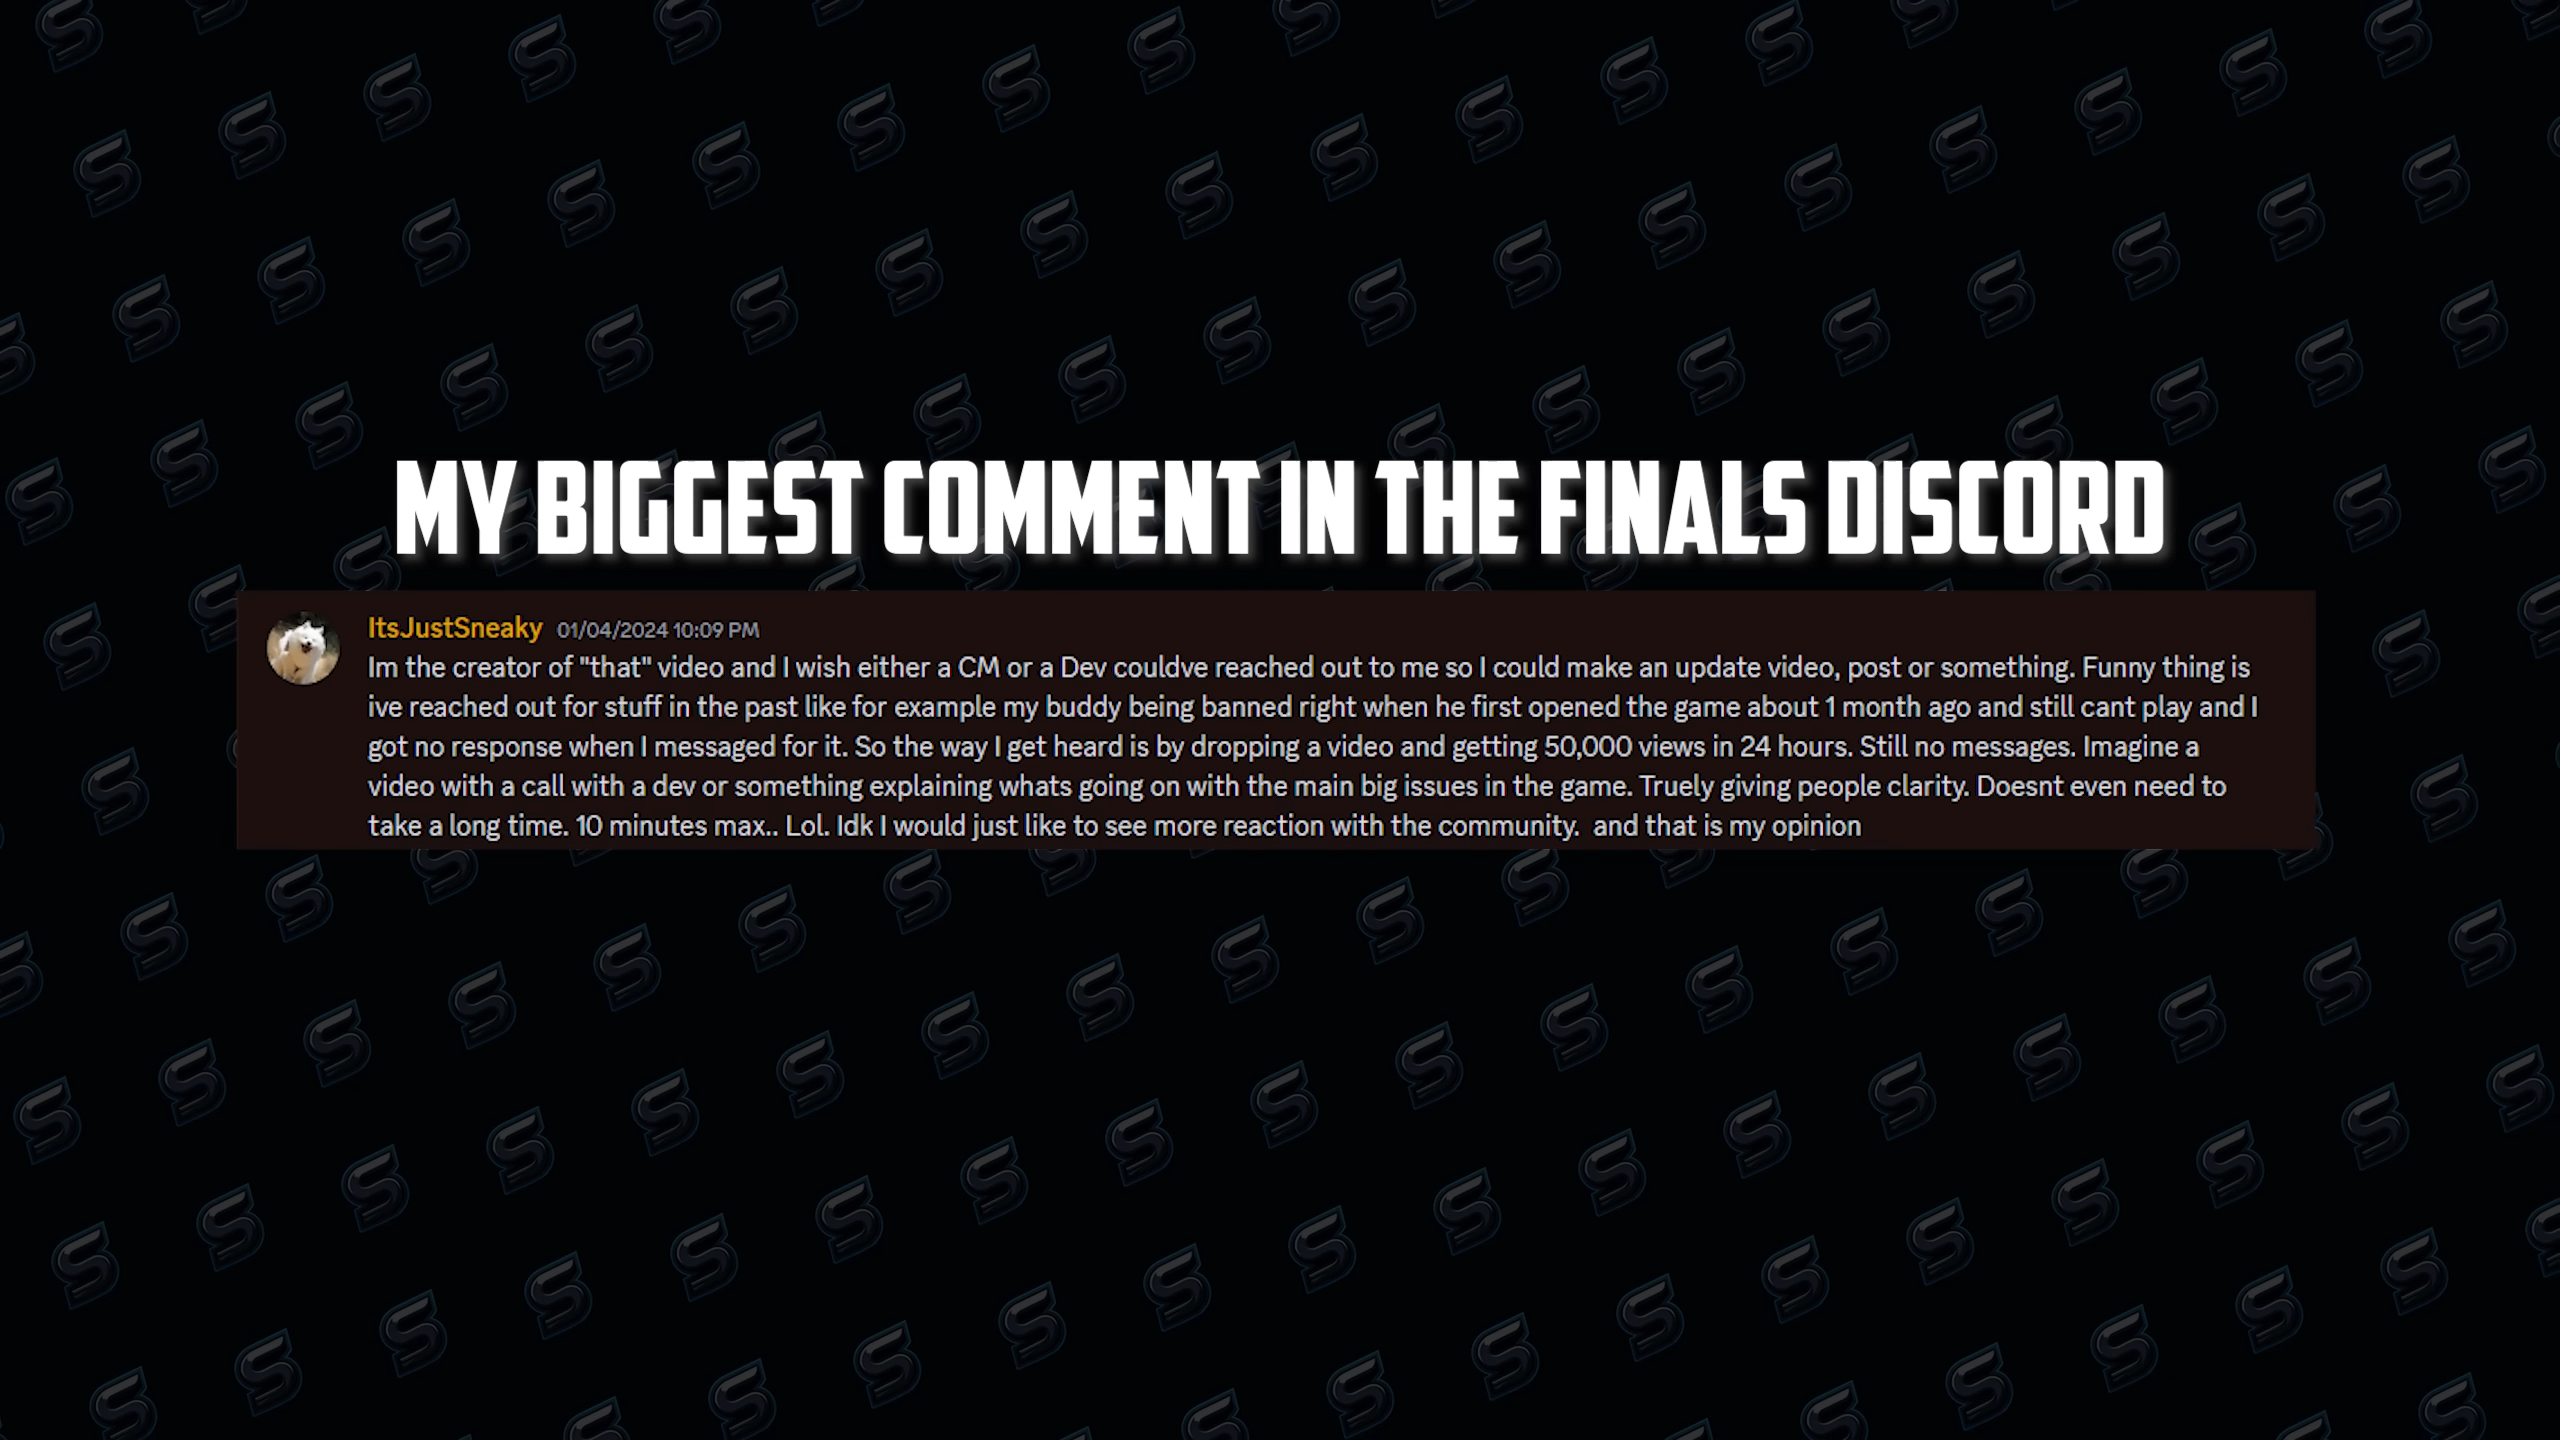 MY BIGGEST COMMENT IN THE FINALS DISCORD
ItsJustSneaky 01/04/2024 10:09 PM
Im the creator of "that" video and I wish either a CM or a Dev couldve reached out to me so I could make an update video, post or something. Funny thing is
ive reached out for stuff in the past like for example my buddy being banned right when he first opened the game about 1 month ago and still cant play and I
got no response when I messaged for it. So the way I get heard is by dropping a video and getting 50,000 views in 24 hours. Still no messages. Imagine a
video with a call with a dev or something explaining whats going on with the main big issues in the game. Truely giving people clarity. Doesnt even need to
take a long time. 10 minutes max.. Lol. Idk I would just like to see more reaction with the community.  and that is my opinion